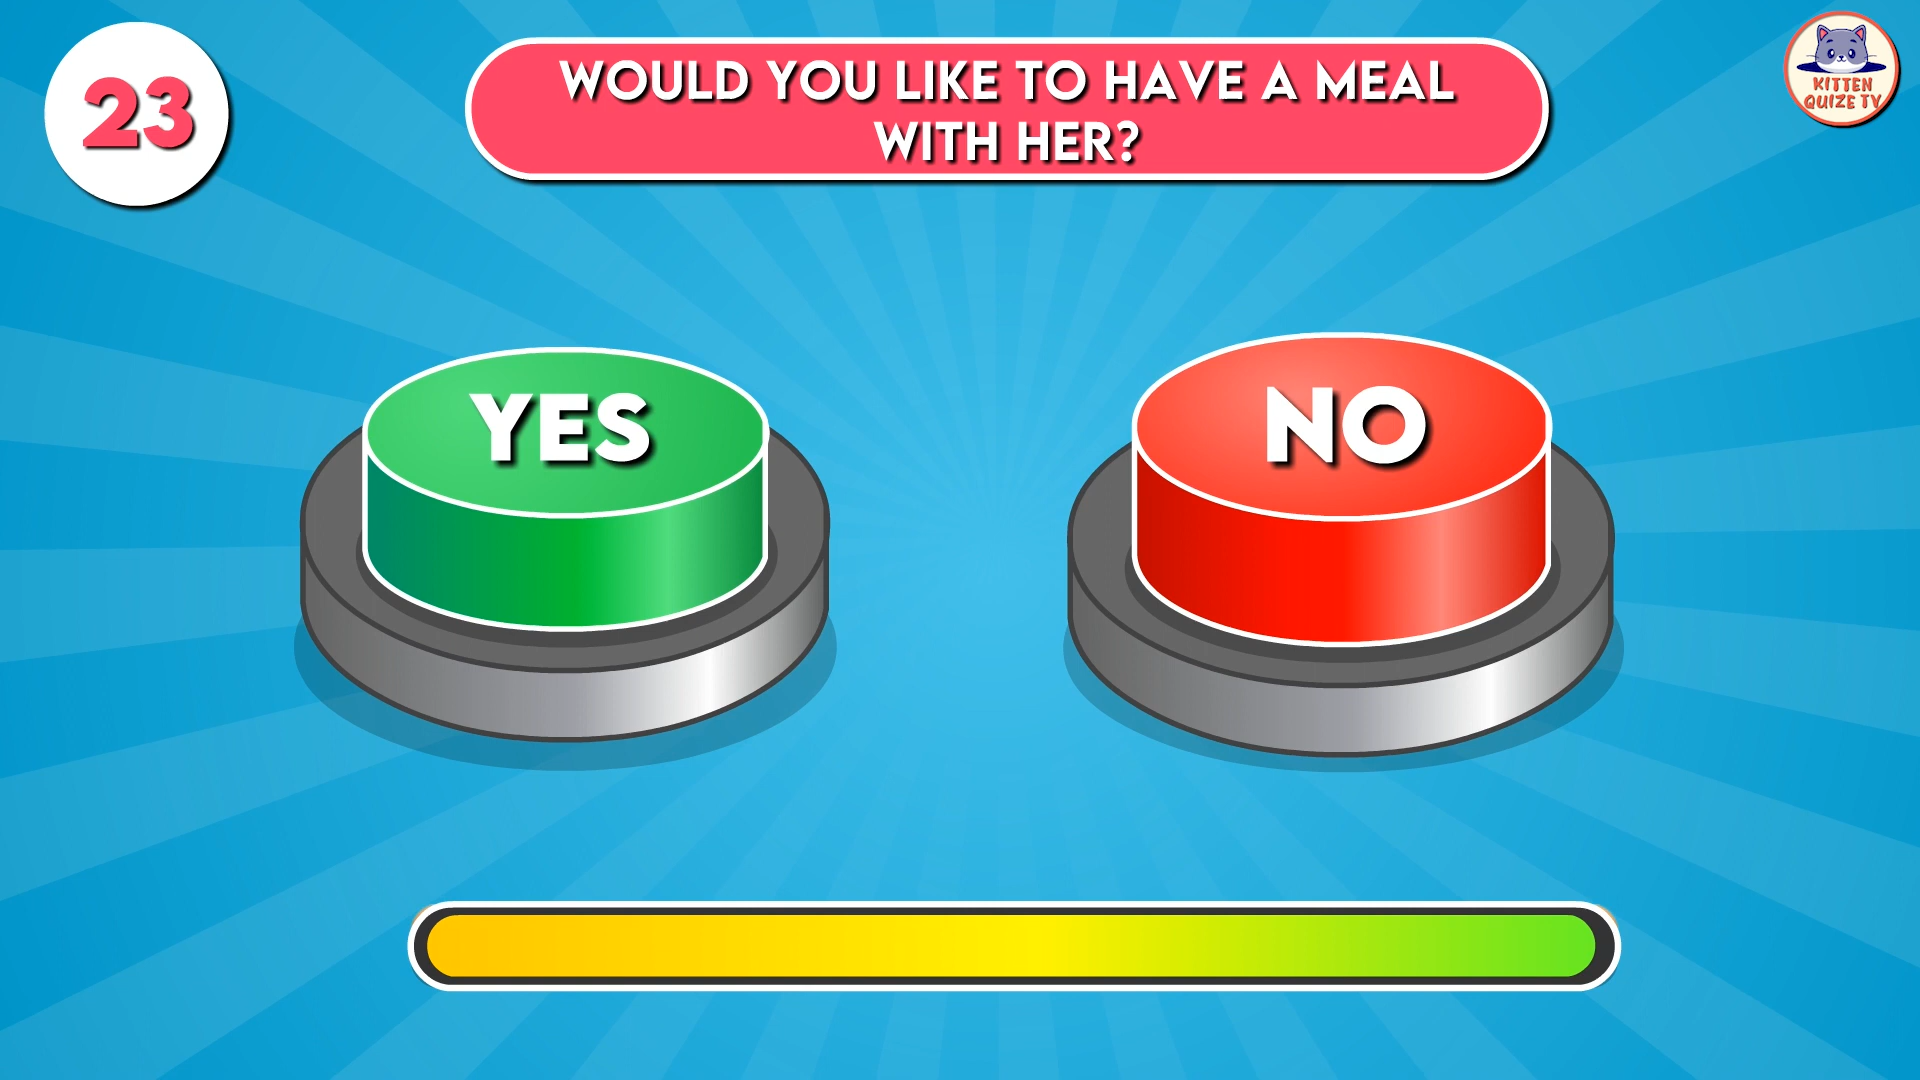 23
WOULD YOU LIKE TO HAVE A MEAL
WITH HER?
KITTEN
QUIZE TV
YES
NO